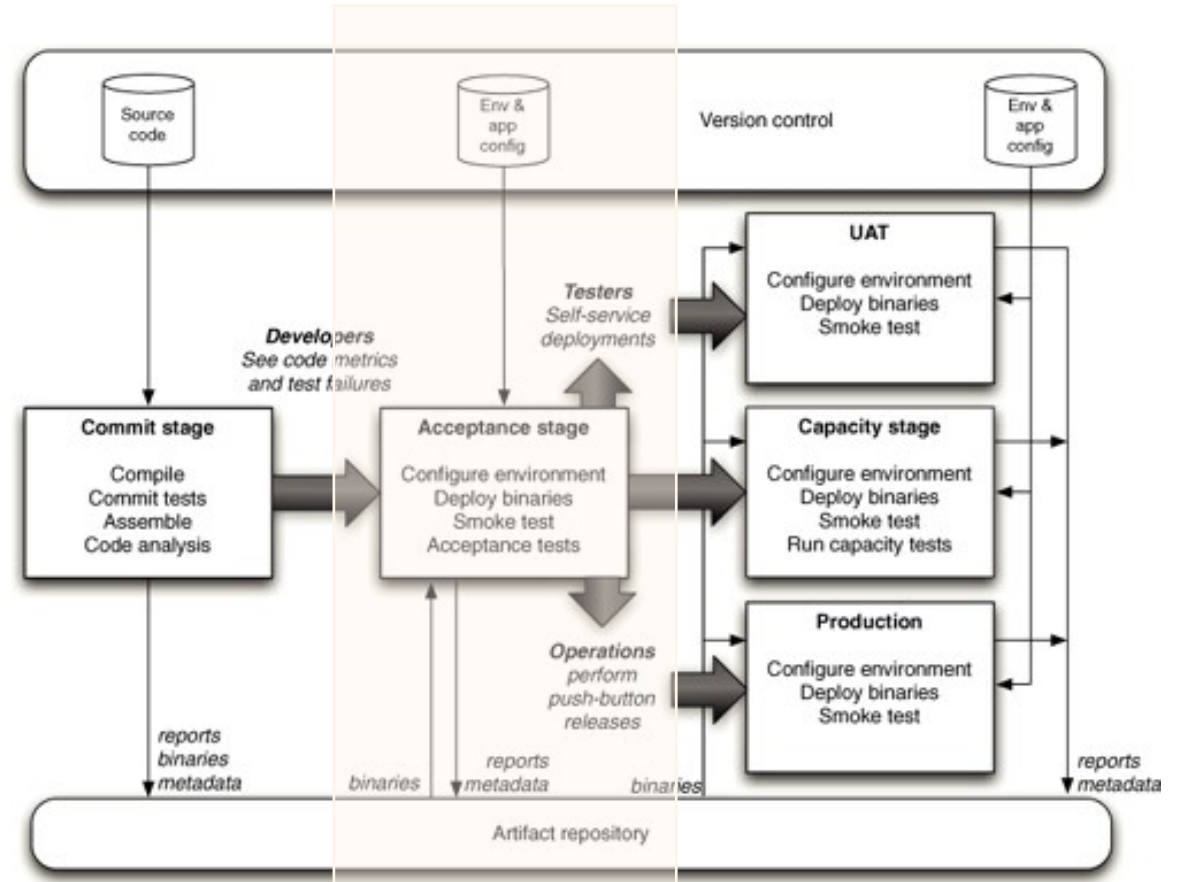 Source
code
Env &
app
config
Version control
Env &
app
config
UAT
Configure environment
Deploy binaries
Smoke test
Testers
Self-service
deployments
Developers
See code metrics
and test failures
Commit stage
Compile
Commit tests
Assemble
Code analysis
Acceptance stage
Configure environment
Deploy binaries
Smoke test
Acceptance tests
Capacity stage
Configure environment
Deploy binaries
Smoke test
Run capacity tests
Operations
perform
push-button
releases
Production
Configure environment
Deploy binaries
Smoke test
reports
binaries
metadata
binaries
reports
metadata
binaries
reports
metadata
Artifact repository